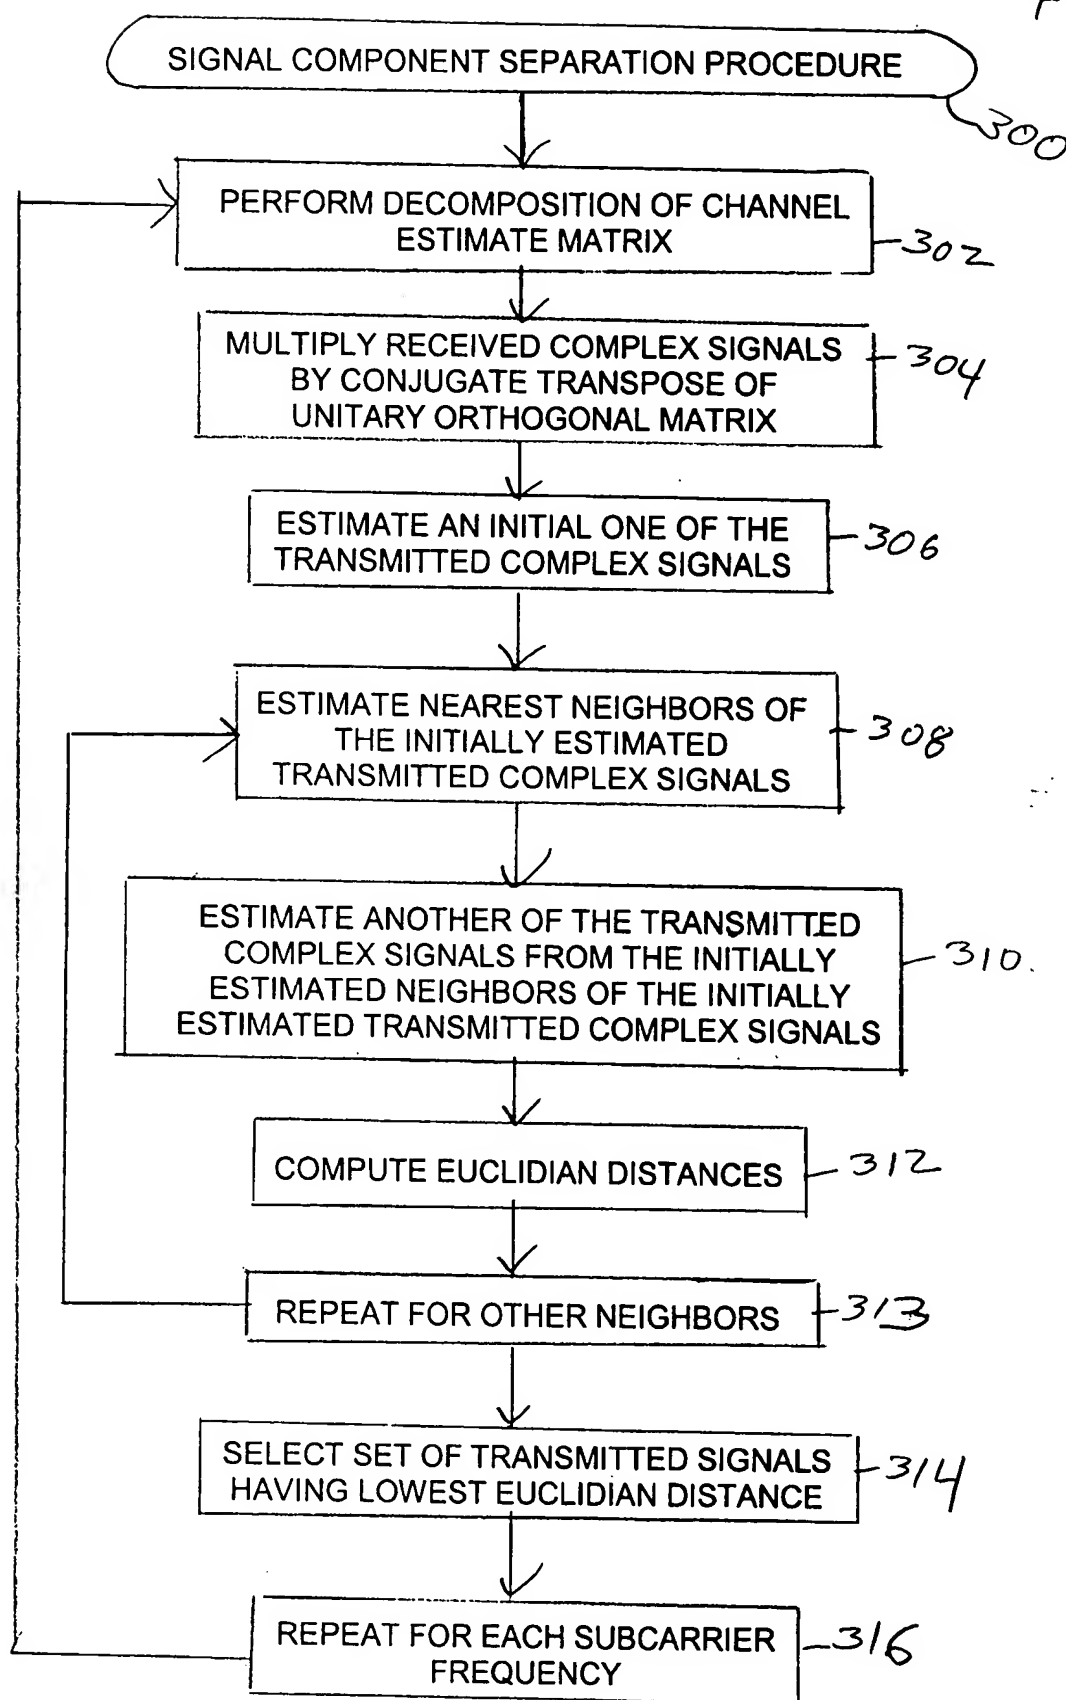 SIGNAL COMPONENT SEPARATION PROCEDURE
300
PERFORM DECOMPOSITION OF CHANNEL
ESTIMATE MATRIX
302
MULTIPLY RECEIVED COMPLEX SIGNALS
BY CONJUGATE TRANSPOSE OF
UNITARY ORTHOGONAL MATRIX
304
ESTIMATE AN INITIAL ONE OF THE
TRANSMITTED COMPLEX SIGNALS
306
ESTIMATE NEAREST NEIGHBORS OF
THE INITIALLY ESTIMATED
TRANSMITTED COMPLEX SIGNALS
308
ESTIMATE ANOTHER OF THE TRANSMITTED
COMPLEX SIGNALS FROM THE INITIALLY
ESTIMATED NEIGHBORS OF THE INITIALLY
ESTIMATED TRANSMITTED COMPLEX SIGNALS
310.
COMPUTE EUCLIDIAN DISTANCES
312
REPEAT FOR OTHER NEIGHBORS
313
SELECT SET OF TRANSMITTED SIGNALS
HAVING LOWEST EUCLIDIAN DISTANCE
314
REPEAT FOR EACH SUBCARRIER
FREQUENCY
316